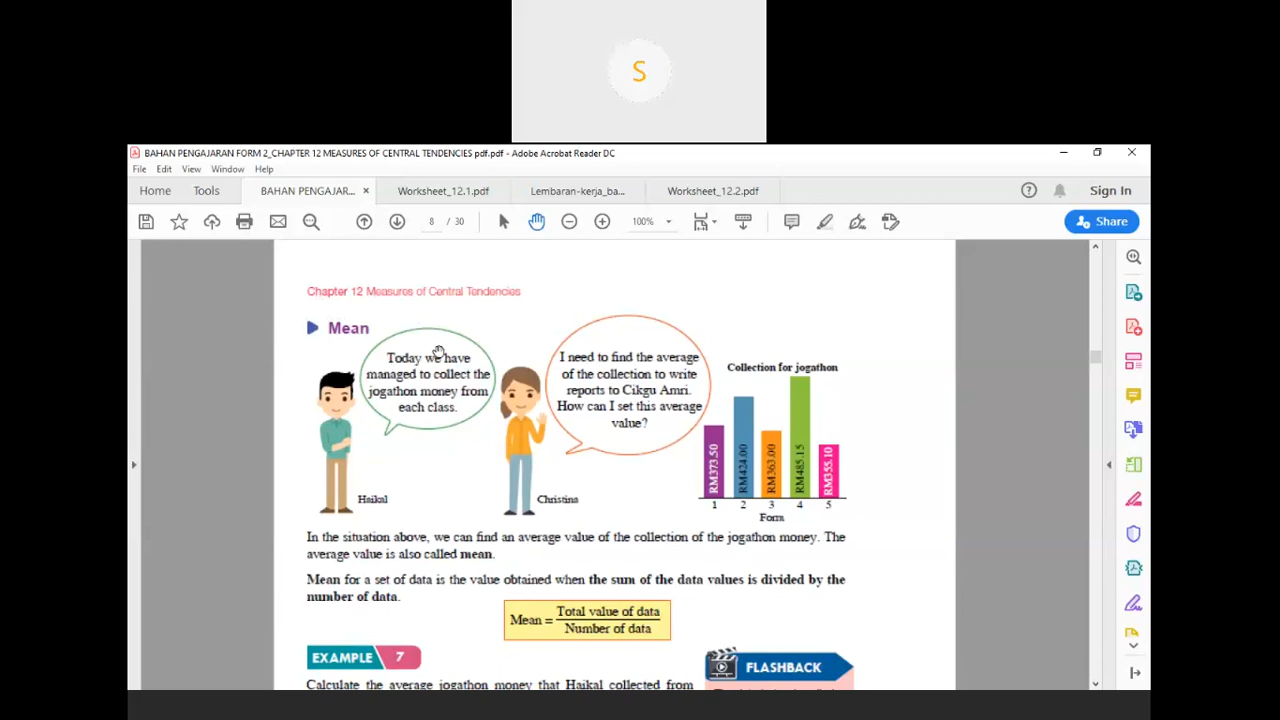 S
BAHAN PENGAJARAN FORM 2_CHAPTER 12 MEASURES OF CENTRAL TENDENCIES pdf.pdf - Adobe Acrobat Reader DC
File Edit View Window Help
Home Tools BAHAN PENGAJAR... × Worksheet_12.1.pdf Lembaran-kerja_ba... Worksheet_12.2.pdf Sign In
8 / 30 100% Share
Chapter 12 Measures of Central Tendencies
Mean
Today we have
managed to collect the
jogathon money from
each class.
Haikal
I need to find the average
of the collection to write
reports to Cikgu Amri.
How can I set this average
value?
Christina
Collection for jogathon
RM373.50 RM424.00 RM363.00 RM485.15 RM355.10
1 2 3 4 5
Form
In the situation above, we can find an average value of the collection of the jogathon money. The
average value is also called mean.
Mean for a set of data is the value obtained when the sum of the data values is divided by the
number of data.
Mean = Total value of data
Number of data
EXAMPLE 7
Calculate the average jogathon money that Haikal collected from
FLASHBACK